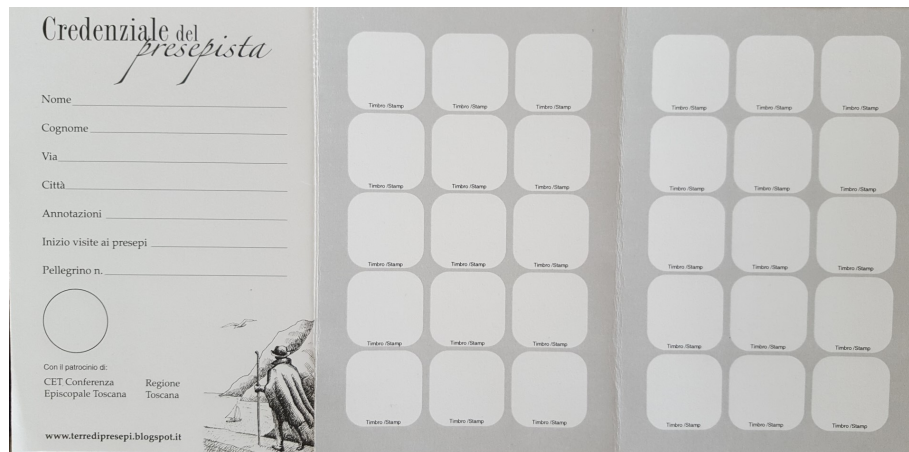 Credenziale del
presepista
Nome
Cognome
Via
Città
Annotazioni
Inizio visite ai presepi
Pellegrino n.
Con il patrocinio di:
CET Conferenza
Episcopale Toscana
Regione
Toscana
www.terredipresepi.blogspot.it
Timbro /Stamp Timbro /Stamp Timbro /Stamp
Timbro /Stamp Timbro /Stamp Timbro /Stamp
Timbro /Stamp Timbro /Stamp Timbro /Stamp
Timbro /Stamp Timbro /Stamp Timbro /Stamp
Timbro /Stamp Timbro /Stamp Timbro /Stamp
Timbro /Stamp Timbro /Stamp Timbro /Stamp
Timbro /Stamp Timbro /Stamp Timbro /Stamp
Timbro /Stamp Timbro /Stamp Timbro /Stamp
Timbro /Stamp Timbro /Stamp Timbro /Stamp
Timbro /Stamp Timbro /Stamp Timbro /Stamp